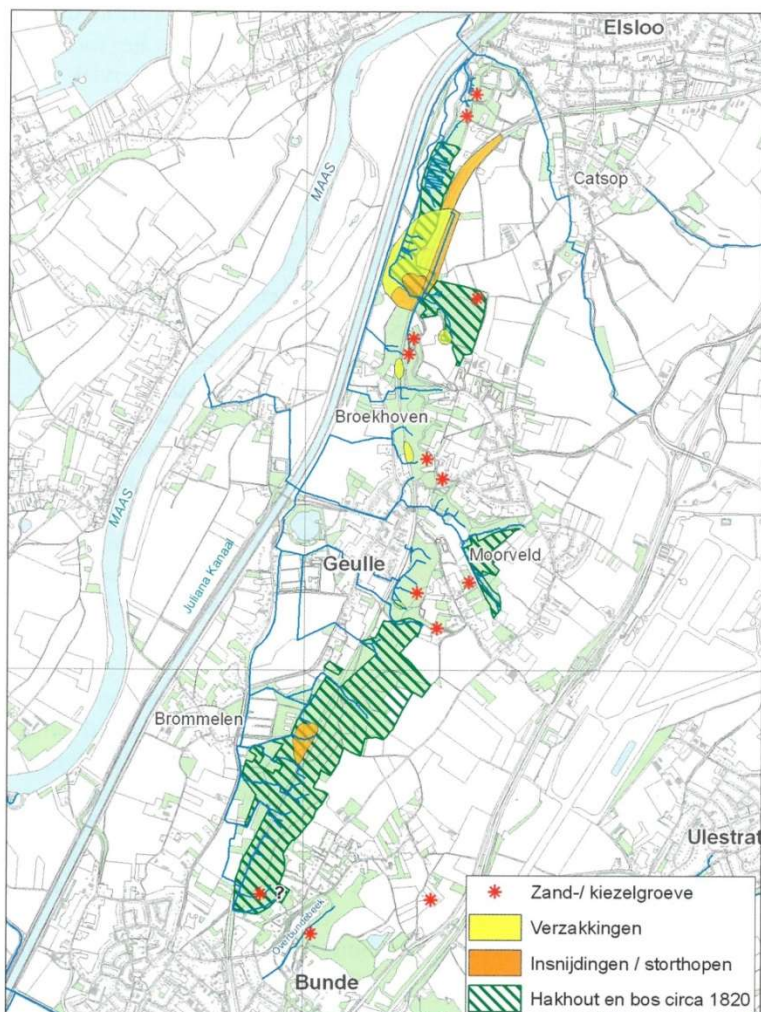 Elsloo
MAAS
Catsop
Broekhoven
MAAS
Juliana Kanaal
Geulle
Moorveld
Brommelen
Ulestrat
?
Overbundebeek
Bunde
Zand-/ kiezelgroeve
Verzakkingen
Insnijdingen / storthopen
Hakhout en bos circa 1820